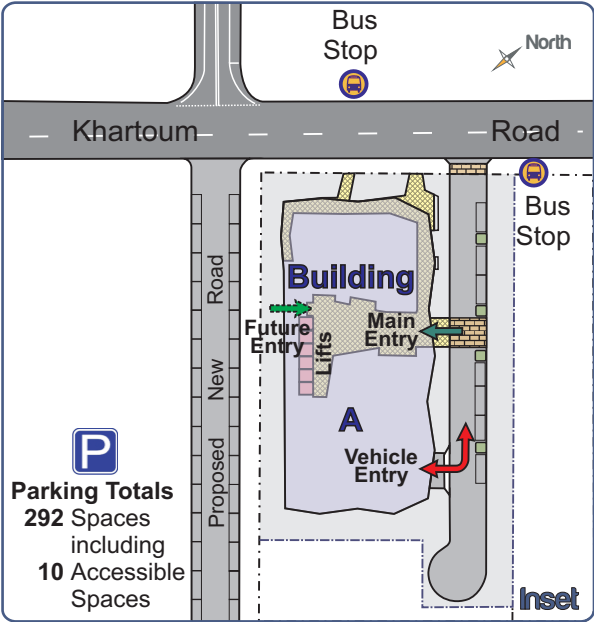 Bus
Stop
North
Khartoum Road
Bus
Stop
Proposed New Road
Building
Future
Entry
Lifts
Main
Entry
A
Vehicle
Entry
P
Parking Totals
292 Spaces
including
10 Accessible
Spaces
Inset